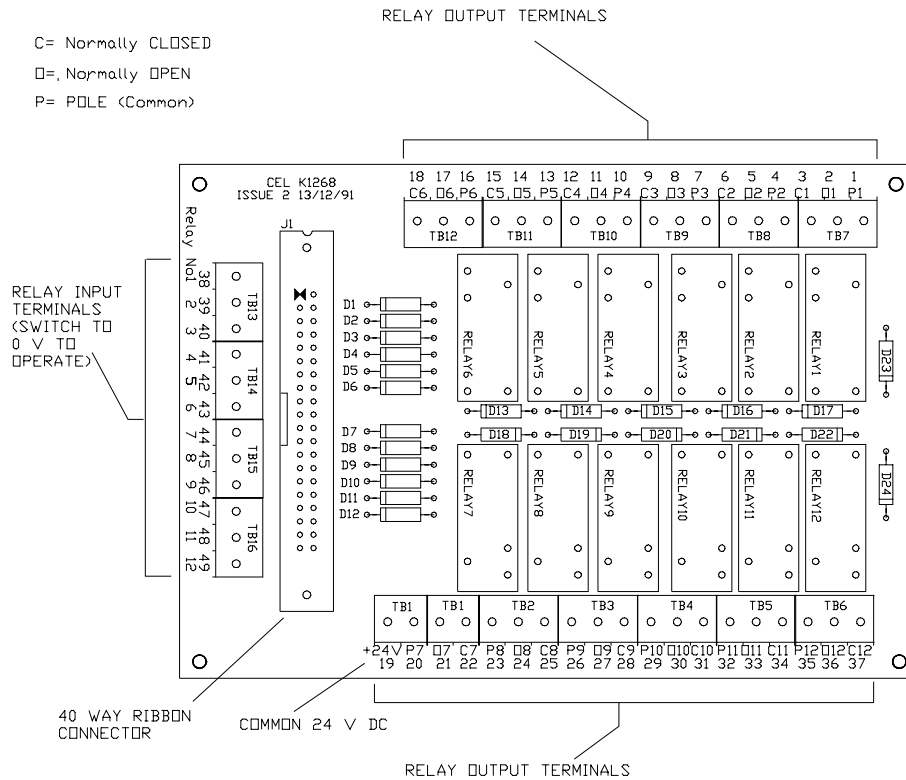 RELAY OUTPUT TERMINALS
C= Normally CLOSED
O=, Normally OPEN
P= POLE (Common)
CEL K1268
ISSUE 2 13/12/91
18 17 16 15 14 13 12 11 10 9 8 7 6 5 4 3 2 1
C6 O6 P6 C5 O5 P5 C4 O4 P4 C3 O3 P3 C2 O2 P2 C1 O1 P1
TB12 TB11 TB10 TB9 TB8 TB7
J1
Relay No1
2
3
4
5
6
7
8
9
10
11
12
38
39
40
41
42
43
44
45
46
47
48
49
TB13
TB14
TB15
TB16
RELAY INPUT
TERMINALS
(SWITCH TO
0 V TO
OPERATE)
D1
D2
D3
D4
D5
D6
D7
D8
D9
D10
D11
D12
RELAY6 RELAY5 RELAY4 RELAY3 RELAY2 RELAY1
D23
D13 D14 D15 D16 D17
D18 D19 D20 D21 D22
RELAY7 RELAY8 RELAY9 RELAY10 RELAY11 RELAY12
D24
TB1 TB1 TB2 TB3 TB4 TB5 TB6
+24V P7 O7 C7 P8 O8 C8 P9 O9 C9 P10 O10 C10 P11 O11 C11 P12 O12 C12
19 20 21 22 23 24 25 26 27 28 29 30 31 32 33 34 35 36 37
40 WAY RIBBON
CONNECTOR
COMMON 24 V DC
RELAY OUTPUT TERMINALS